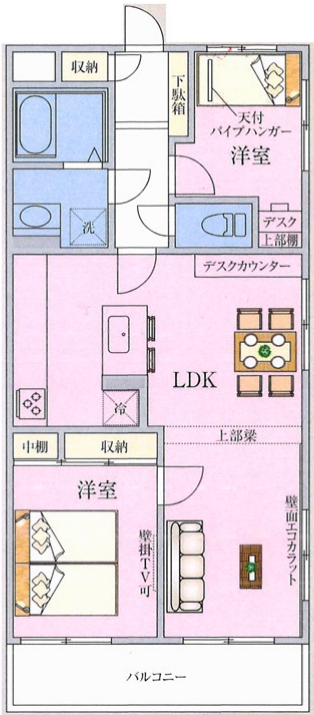 収納
下駄箱
天付
パイプハンガー
洋室
洗
デスク
上部棚
デスクカウンター
LDK
冷
上部梁
中棚
収納
洋室
壁掛TV可
壁面エコカラット
バルコニー